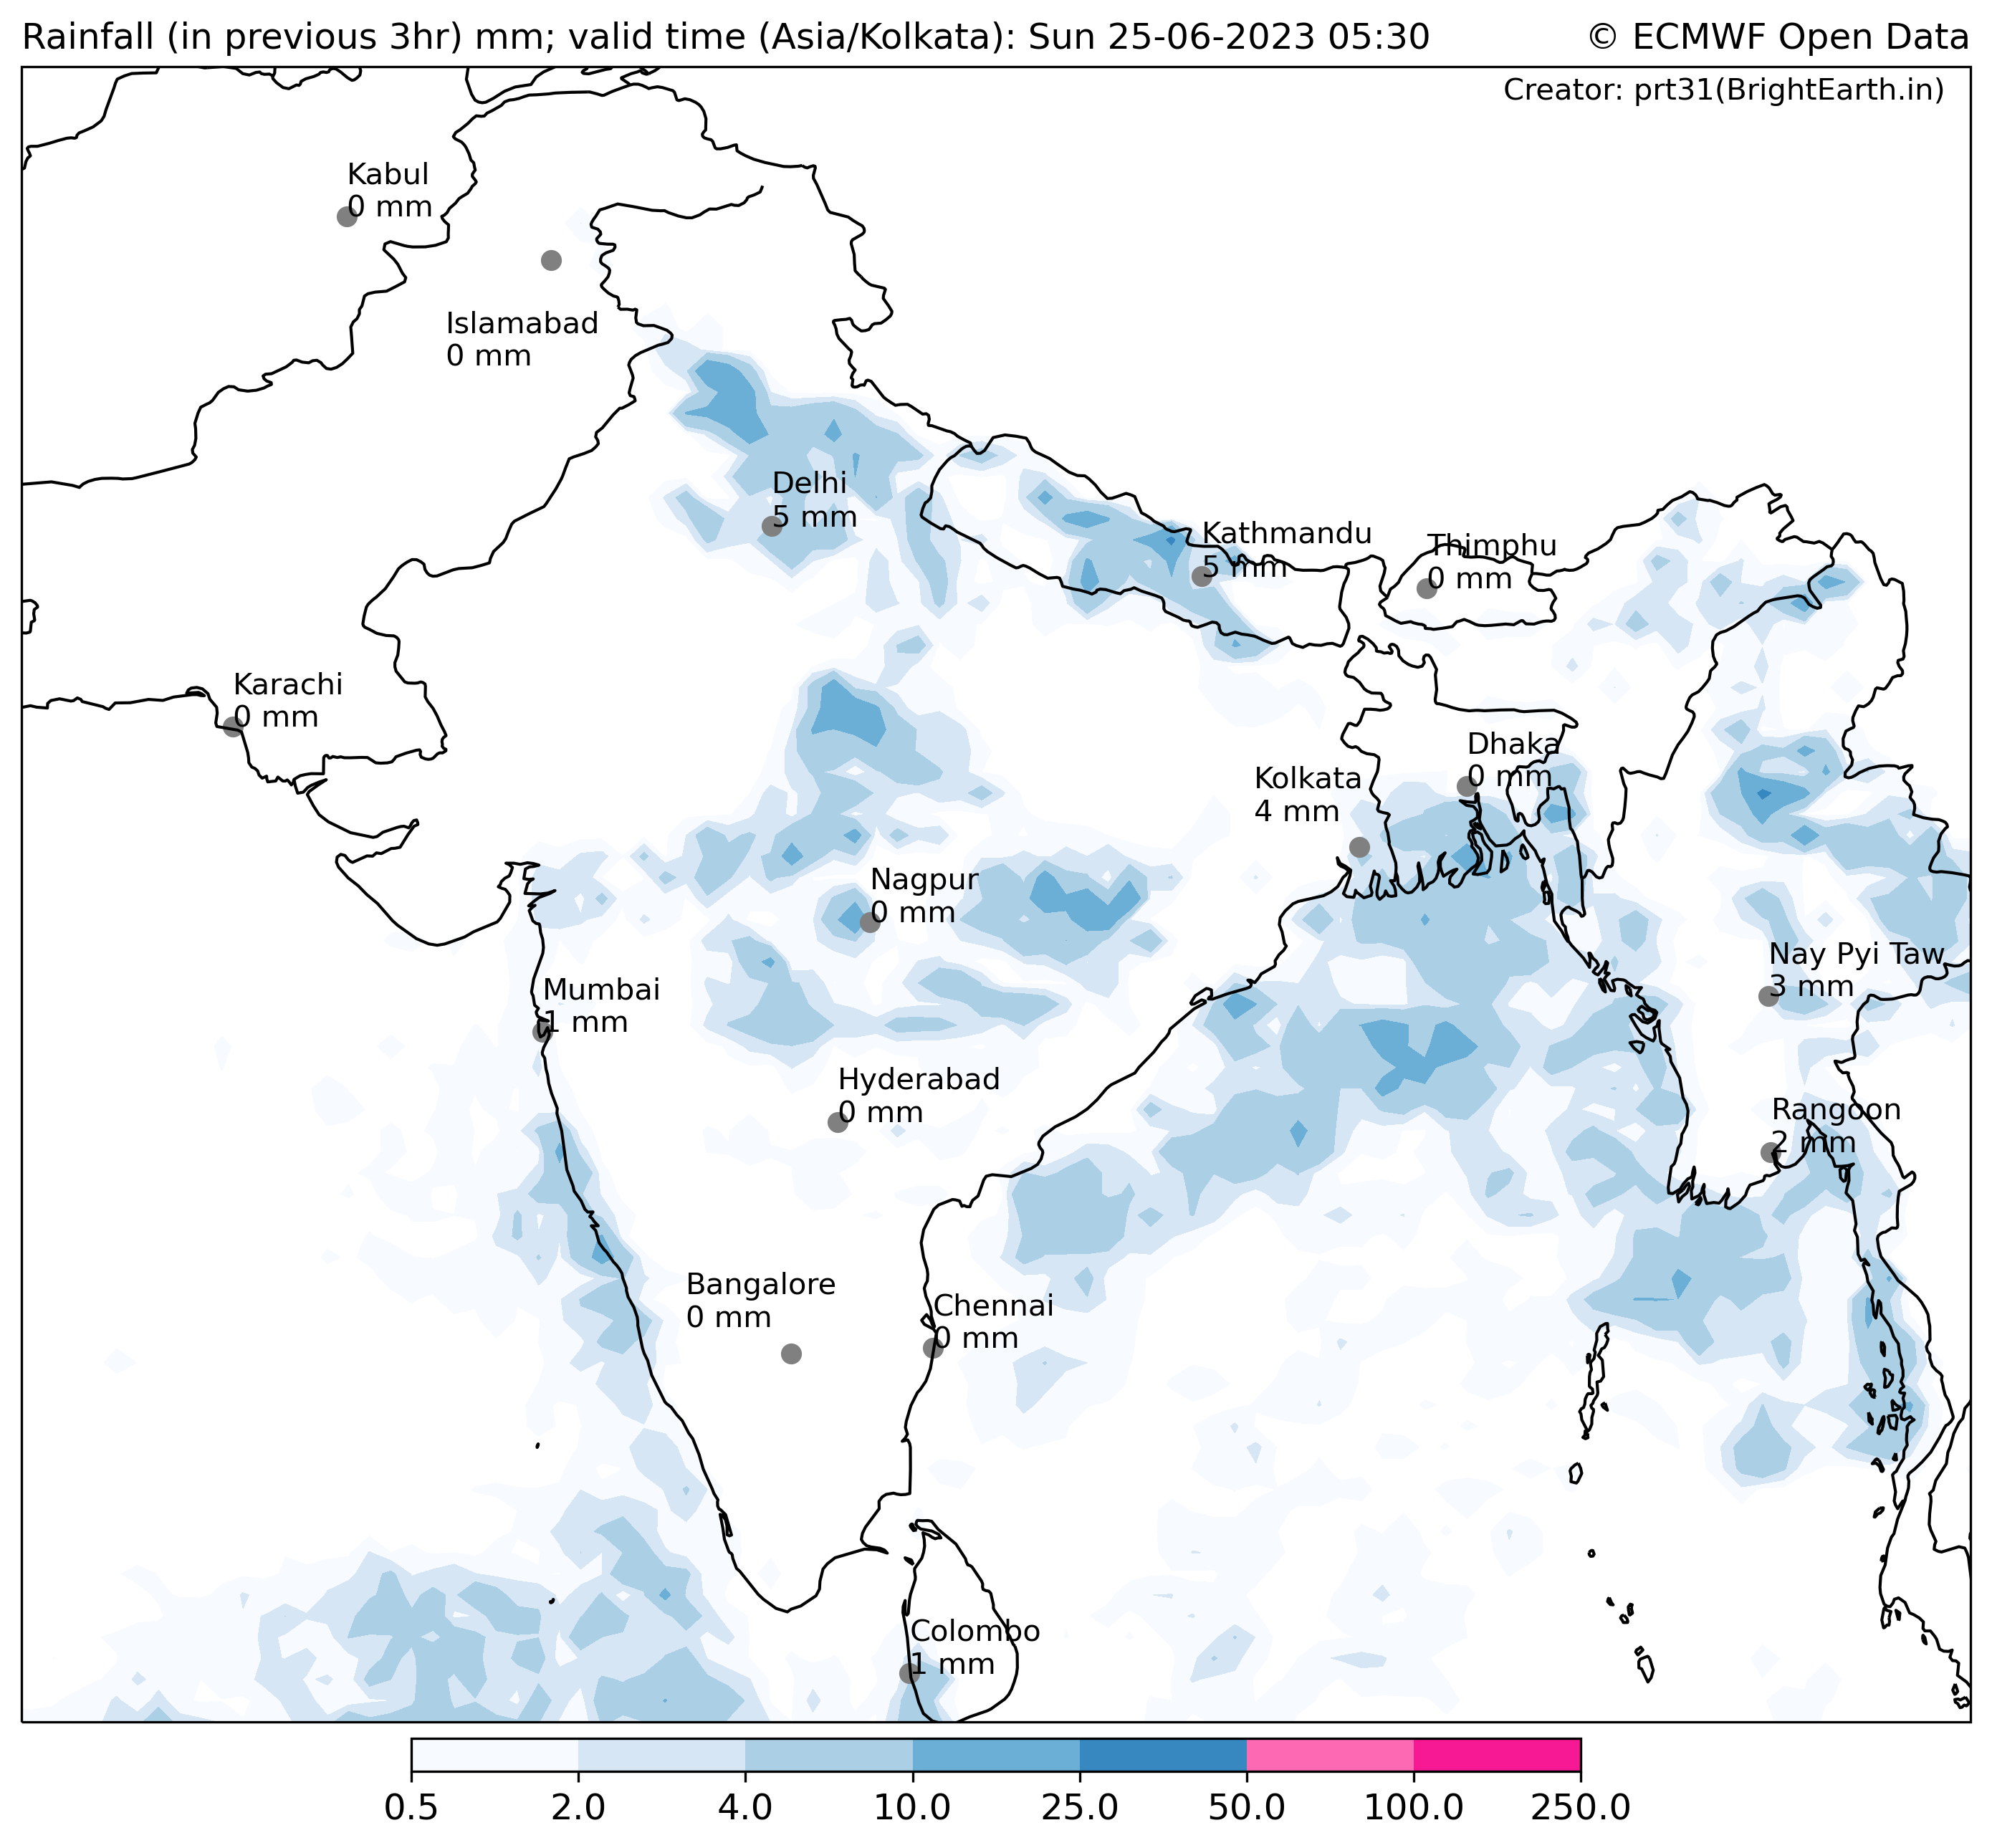 Rainfall (in previous 3hr) mm; valid time (Asia/Kolkata): Sun 25-06-2023 05:30
© ECMWF Open Data
Creator: prt31(BrightEarth.in)
Kabul
0 mm
Islamabad
0 mm
Delhi
5 mm
Kathmandu
5 mm
Thimphu
0 mm
Karachi
0 mm
Dhaka
0 mm
Kolkata
4 mm
Nagpur
0 mm
Nay Pyi Taw
3 mm
Mumbai
1 mm
Hyderabad
0 mm
Rangoon
2 mm
Bangalore
0 mm
Chennai
0 mm
Colombo
1 mm
0.5 2.0 4.0 10.0 25.0 50.0 100.0 250.0